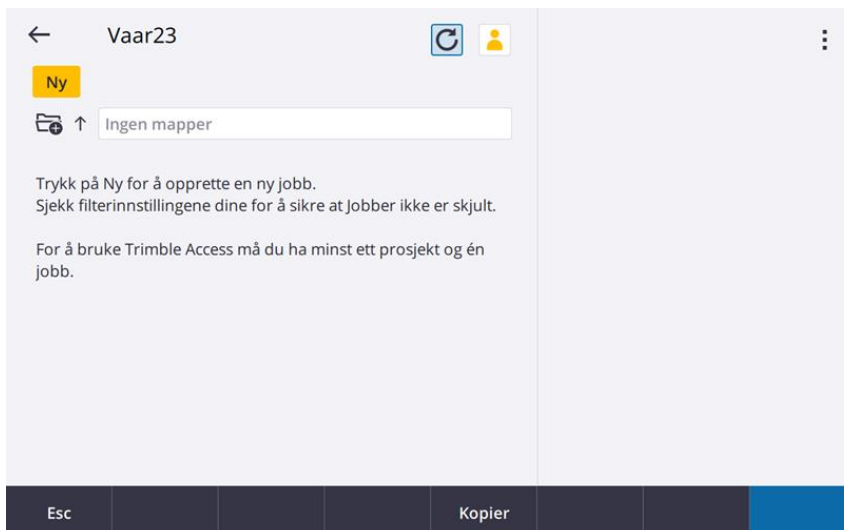 Vaar23
Ny
Ingen mapper
Trykk på Ny for å opprette en ny jobb.
Sjekk filterinnstillingene dine for å sikre at Jobber ikke er skjult.
For å bruke Trimble Access må du ha minst ett prosjekt og én
jobb.
Esc
Kopier